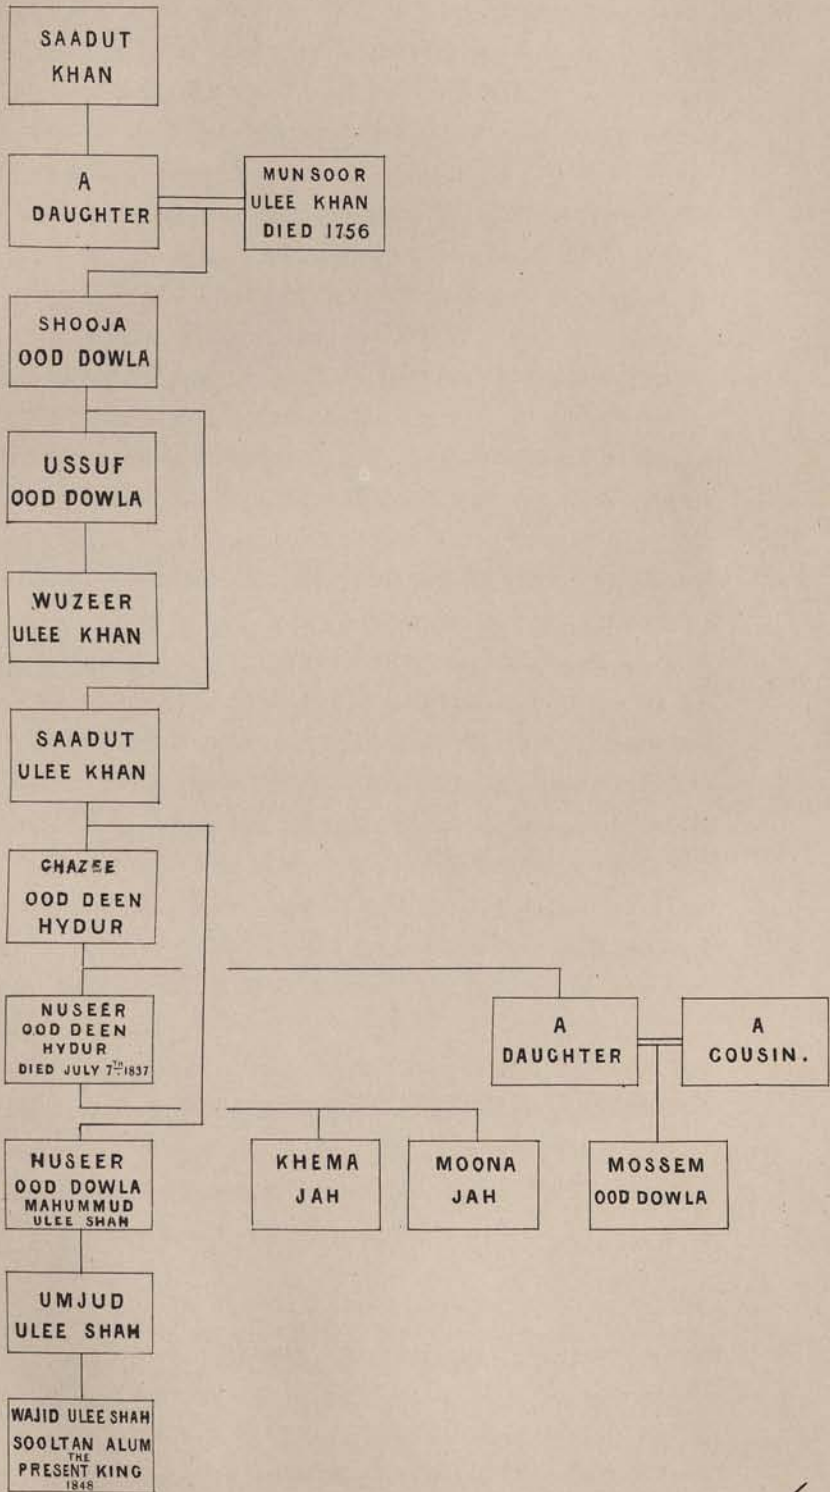 SAADUT
KHAN
A
DAUGHTER
MUNSOOR
ULEE KHAN
DIED 1756
SHOOJA
OOD DOWLA
USSUF
OOD DOWLA
WUZEER
ULEE KHAN
SAADUT
ULEE KHAN
GHAZEE
OOD DEEN
HYDUR
NUSEER
OOD DEEN
HYDUR
DIED JULY 7TH 1837
A
DAUGHTER
A
COUSIN.
NUSEER
OOD DOWLA
MAHUMMUD
ULEE SHAH
KHEMA
JAH
MOONA
JAH
MOSSEM
OOD DOWLA
UMJUD
ULEE SHAH
WAJID ULEE SHAH
SOOLTAN ALUM
THE
PRESENT KING
1848